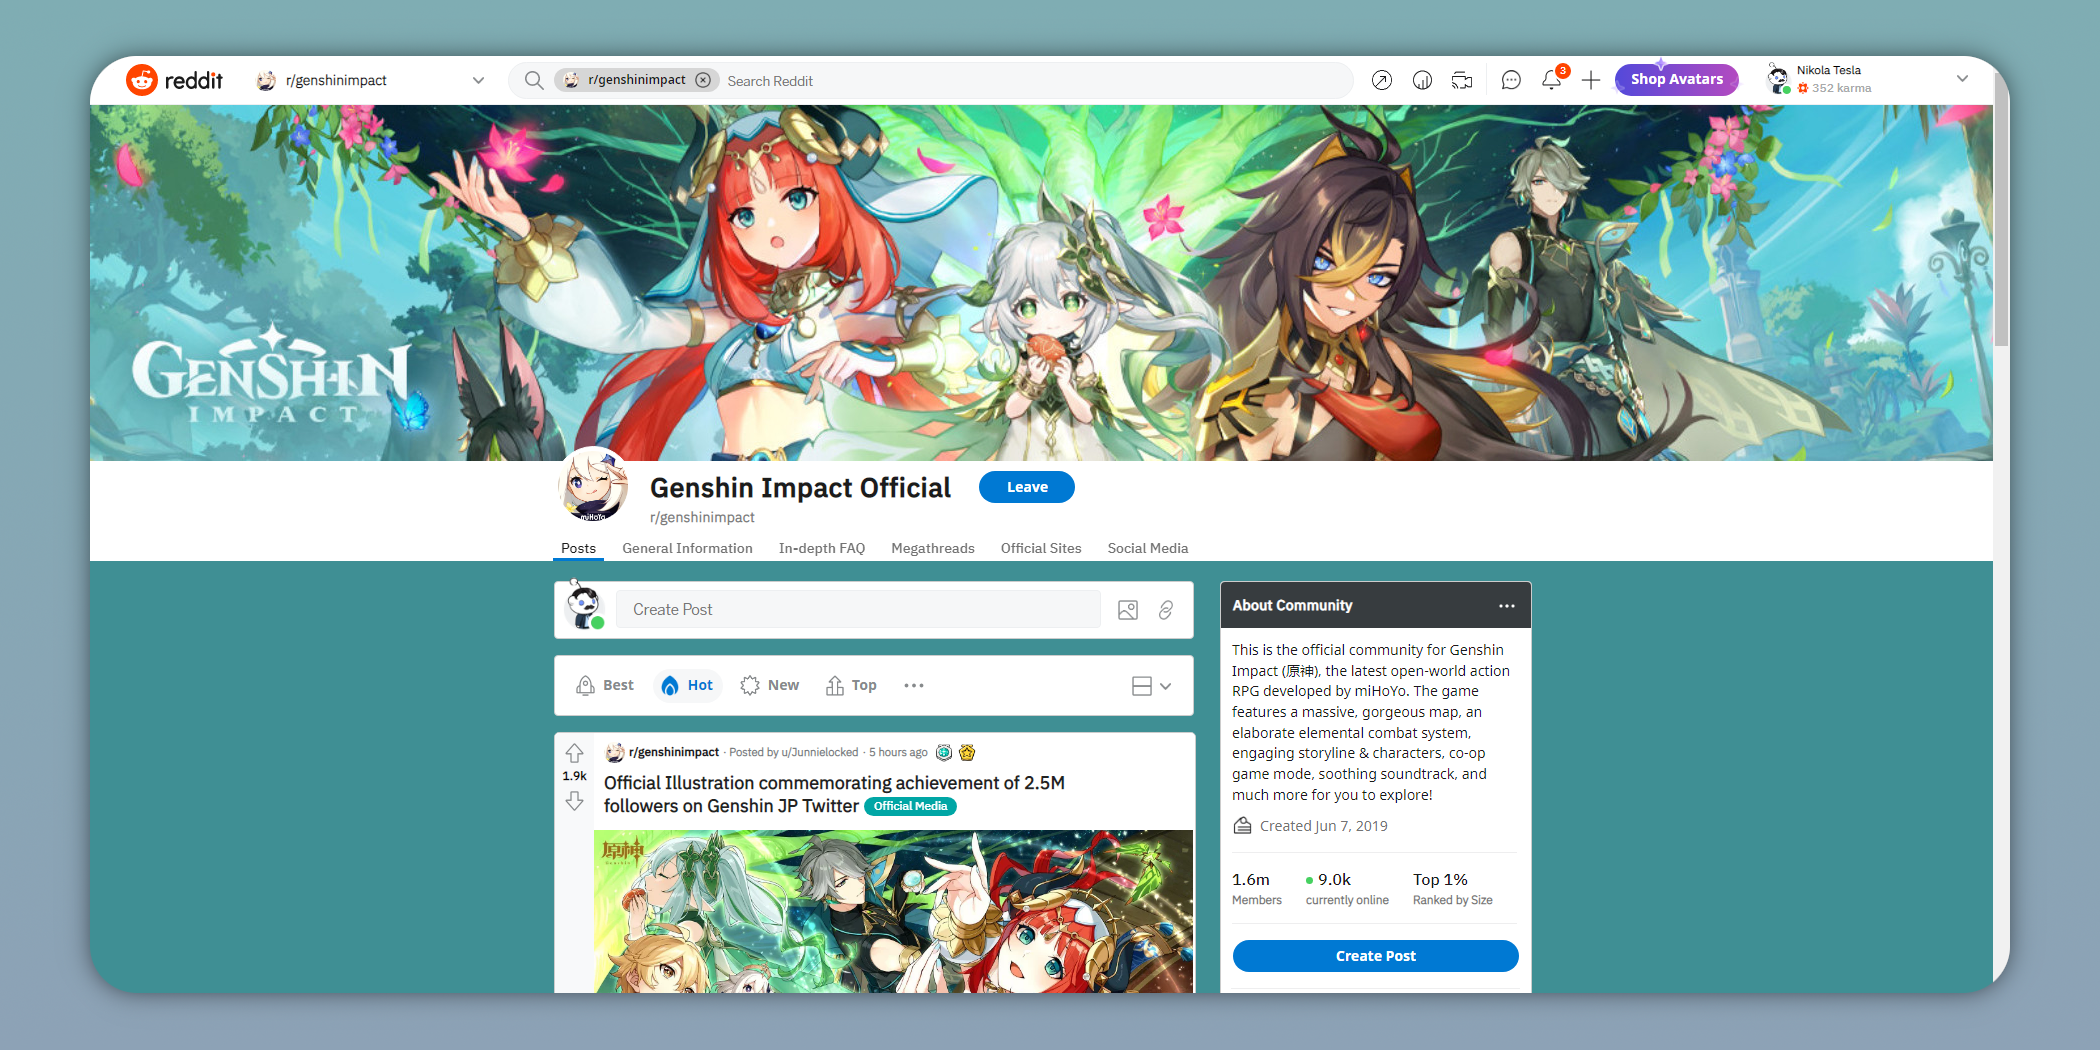 reddit
r/genshinimpact
r/genshinimpact
Search Reddit
3
Shop Avatars
Nikola Tesla
352 karma
GENSHIN
IMPACT
miHoYo
Genshin Impact Official
Leave
r/genshinimpact
Posts
General Information
In-depth FAQ
Megathreads
Official Sites
Social Media
Create Post
Best
Hot
New
Top
r/genshinimpact · Posted by u/Junnielocked · 5 hours ago
1.9k
Official Illustration commemorating achievement of 2.5M
followers on Genshin JP Twitter Official Media
原神
About Community
This is the official community for Genshin
Impact (原神), the latest open-world action
RPG developed by miHoYo. The game
features a massive, gorgeous map, an
elaborate elemental combat system,
engaging storyline & characters, co-op
game mode, soothing soundtrack, and
much more for you to explore!
Created Jun 7, 2019
1.6m
Members
9.0k
currently online
Top 1%
Ranked by Size
Create Post